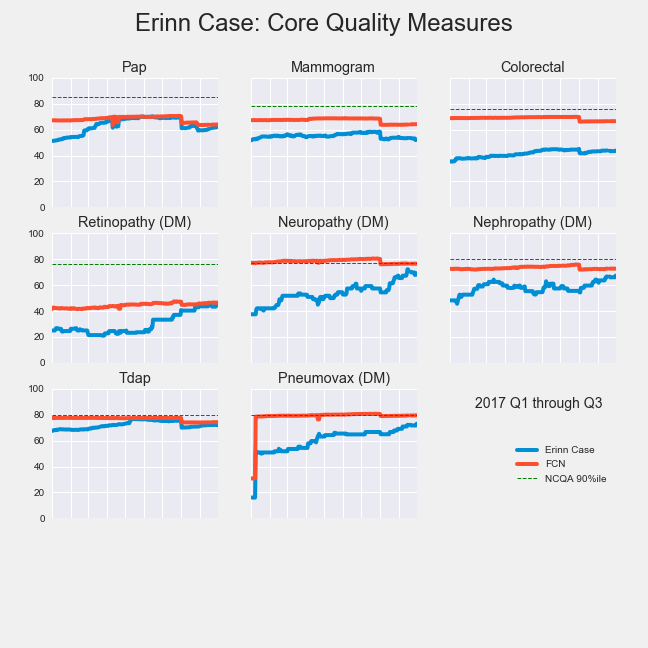 Erinn Case: Core Quality Measures
Pap
Mammogram
Colorectal
100
80
60
40
20
0
Retinopathy (DM)
Neuropathy (DM)
Nephropathy (DM)
100
80
60
40
20
0
Tdap
Pneumovax (DM)
100
80
60
40
20
0
2017 Q1 through Q3
Erinn Case
FCN
NCQA 90%ile